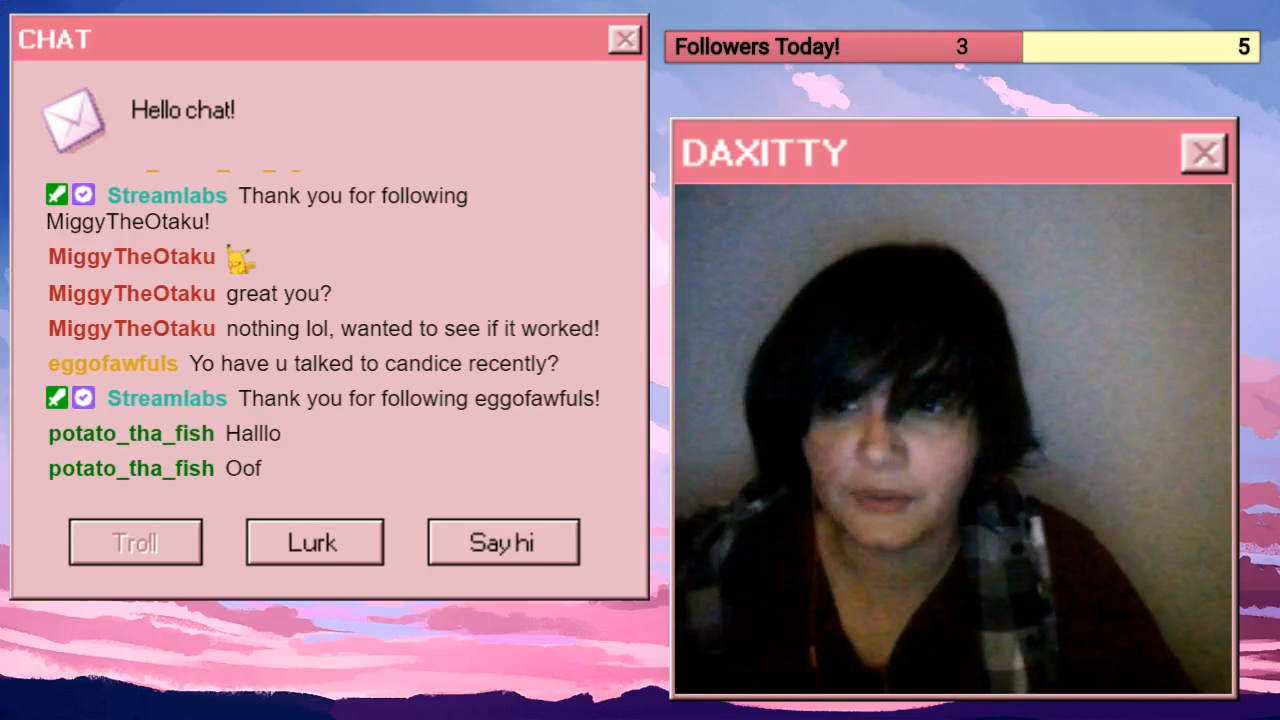 CHAT
Hello chat!
Streamlabs Thank you for following
MiggyTheOtaku!
MiggyTheOtaku
MiggyTheOtaku great you?
MiggyTheOtaku nothing lol, wanted to see if it worked!
eggofawfuls Yo have u talked to candice recently?
Streamlabs Thank you for following eggofawfuls!
potato_tha_fish Halllo
potato_tha_fish Oof
Troll Lurk Say hi
Followers Today! 3 5
DAXITTY